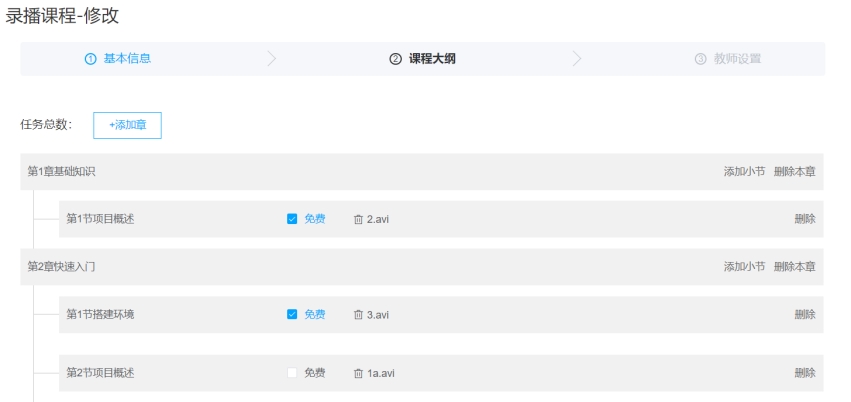 录播课程-修改
① 基本信息 ② 课程大纲 ③ 教师设置
任务总数： +添加章
第1章基础知识 添加小节 删除本章
第1节项目概述 免费 2.avi 删除
第2章快速入门 添加小节 删除本章
第1节搭建环境 免费 3.avi 删除
第2节项目概述 免费 1a.avi 删除